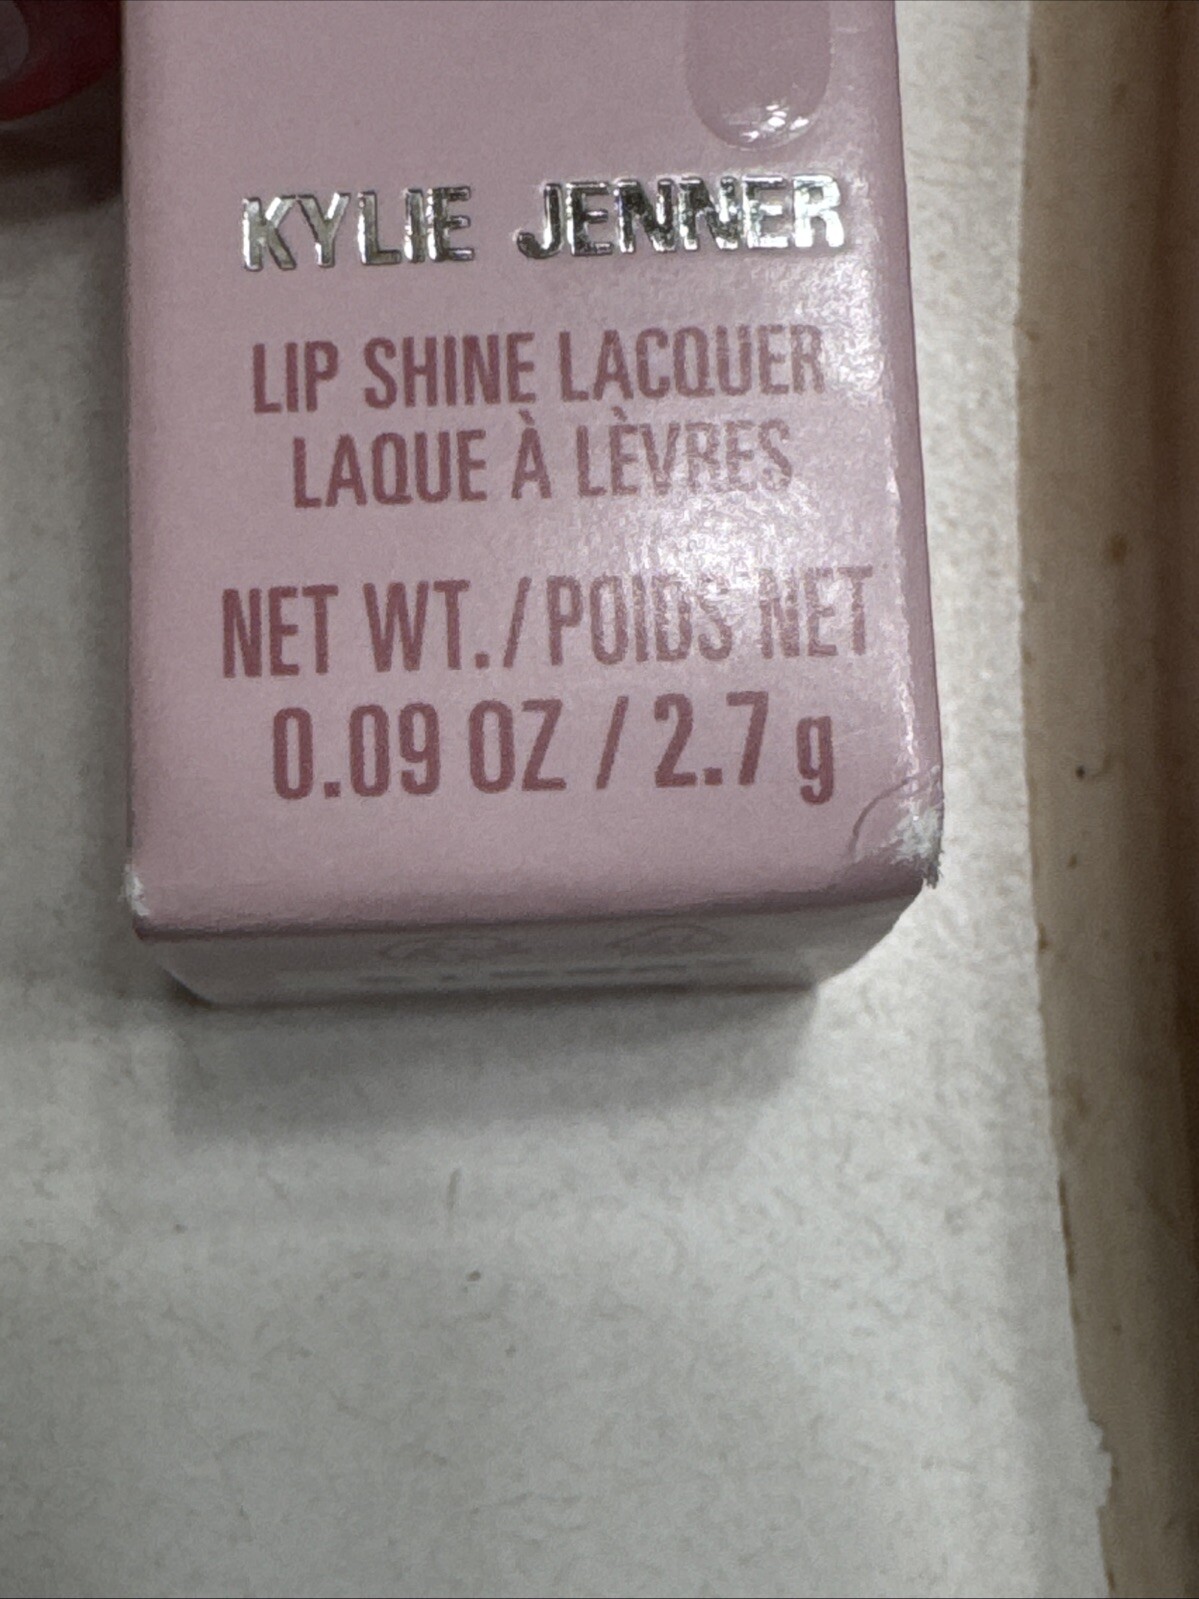 KYLIE JENNER
LIP SHINE LACQUER
LAQUE À LÈVRES
NET WT./POIDS NET
0.09 OZ / 2.7 g